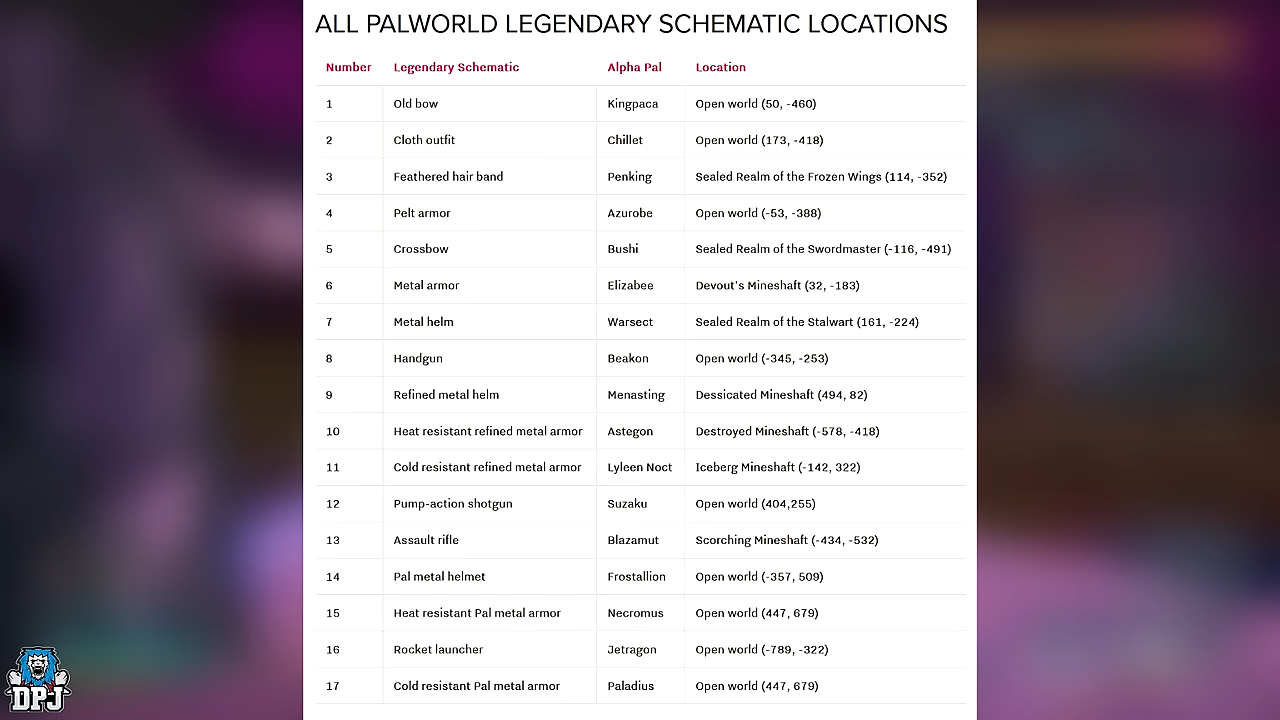 ALL PALWORLD LEGENDARY SCHEMATIC LOCATIONS
Number Legendary Schematic Alpha Pal Location
1 Old bow Kingpaca Open world (50, -460)
2 Cloth outfit Chillet Open world (173, -418)
3 Feathered hair band Penking Sealed Realm of the Frozen Wings (114, -352)
4 Pelt armor Azurobe Open world (-53, -388)
5 Crossbow Bushi Sealed Realm of the Swordmaster (-116, -491)
6 Metal armor Elizabee Devout's Mineshaft (32, -183)
7 Metal helm Warsect Sealed Realm of the Stalwart (161, -224)
8 Handgun Beakon Open world (-345, -253)
9 Refined metal helm Menasting Dessicated Mineshaft (494, 82)
10 Heat resistant refined metal armor Astegon Destroyed Mineshaft (-578, -418)
11 Cold resistant refined metal armor Lyleen Noct Iceberg Mineshaft (-142, 322)
12 Pump-action shotgun Suzaku Open world (404,255)
13 Assault rifle Blazamut Scorching Mineshaft (-434, -532)
14 Pal metal helmet Frostallion Open world (-357, 509)
15 Heat resistant Pal metal armor Necromus Open world (447, 679)
16 Rocket launcher Jetragon Open world (-789, -322)
17 Cold resistant Pal metal armor Paladius Open world (447, 679)
DPJ